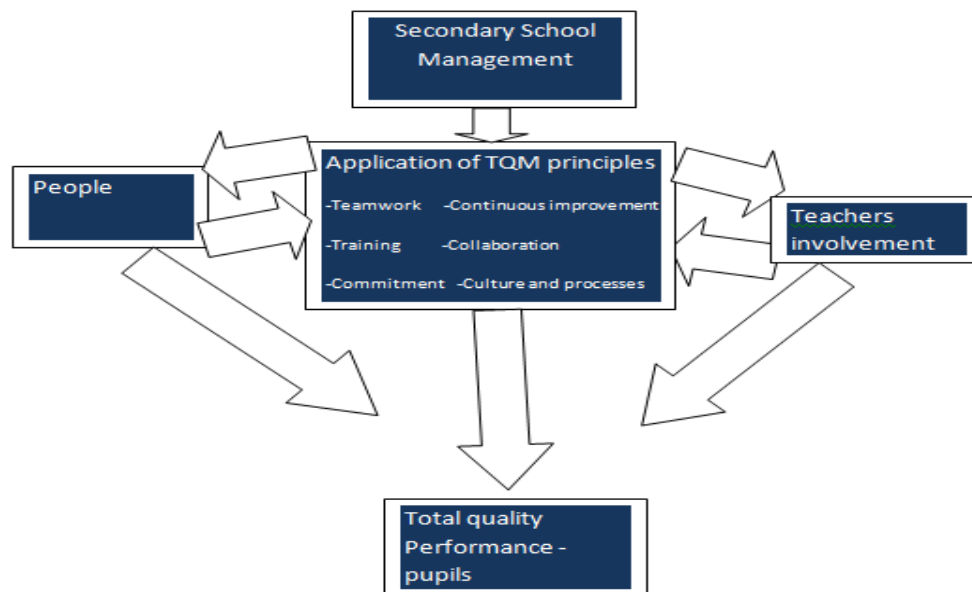 Secondary School
Management
Application of TQM principles
-Teamwork -Continuous improvement
-Training -Collaboration
-Commitment -Culture and processes
People
Teachers
involvement
Total quality
Performance -
pupils